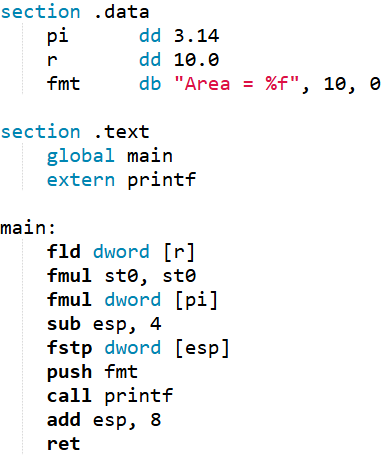 section .data
    pi      dd 3.14
    r       dd 10.0
    fmt     db "Area = %f", 10, 0

section .text
    global main
    extern printf

main:
    fld dword [r]
    fmul st0, st0
    fmul dword [pi]
    sub esp, 4
    fstp dword [esp]
    push fmt
    call printf
    add esp, 8
    ret